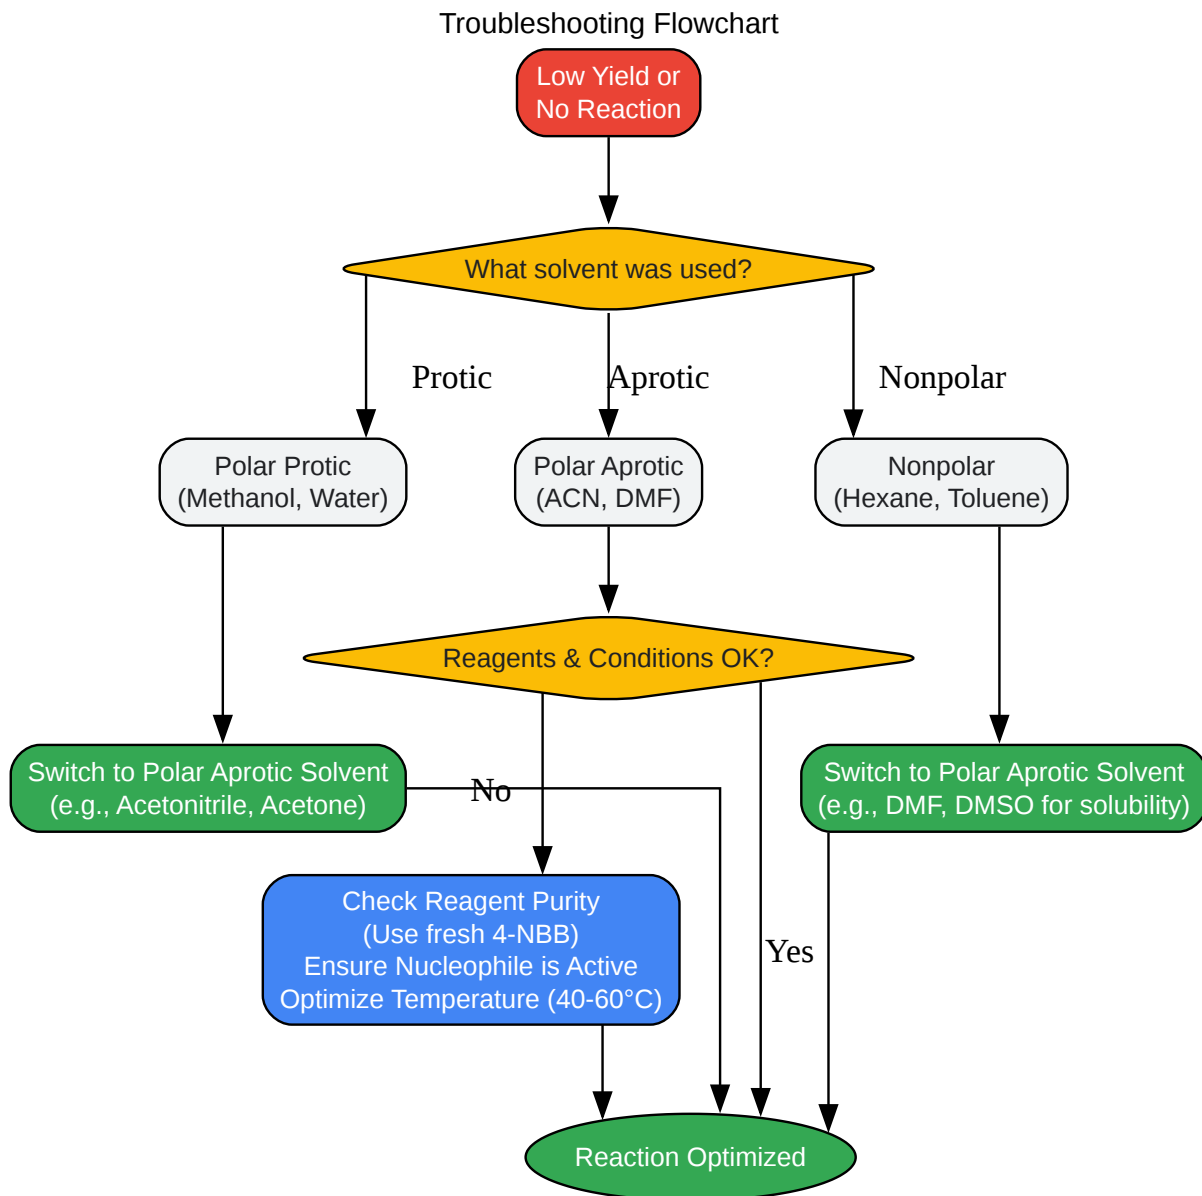 Troubleshooting Flowchart
Low Yield or
No Reaction
What solvent was used?
Protic
Aprotic
Nonpolar
Polar Protic
(Methanol, Water)
Polar Aprotic
(ACN, DMF)
Nonpolar
(Hexane, Toluene)
Reagents & Conditions OK?
Switch to Polar Aprotic Solvent
(e.g., Acetonitrile, Acetone)
No
Switch to Polar Aprotic Solvent
(e.g., DMF, DMSO for solubility)
Check Reagent Purity
(Use fresh 4-NBB)
Ensure Nucleophile is Active
Optimize Temperature (40-60°C)
Yes
Reaction Optimized